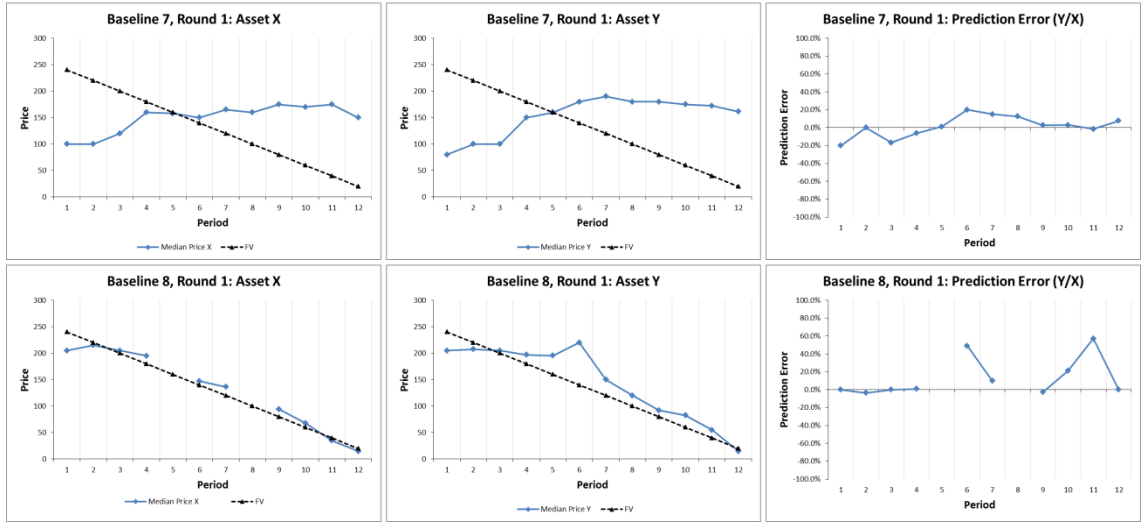 Baseline 7, Round 1: Asset X
Price
300
250
200
150
100
50
0
1 2 3 4 5 6 7 8 9 10 11 12
Period
Median Price X FV
Baseline 7, Round 1: Asset Y
Price
300
250
200
150
100
50
0
1 2 3 4 5 6 7 8 9 10 11 12
Period
Median Price Y FV
Baseline 7, Round 1: Prediction Error (Y/X)
Prediction Error
100.0%
80.0%
60.0%
40.0%
20.0%
0.0%
-20.0%
-40.0%
-60.0%
-80.0%
-100.0%
1 2 3 4 5 6 7 8 9 10 11 12
Period
Baseline 8, Round 1: Asset X
Price
300
250
200
150
100
50
0
1 2 3 4 5 6 7 8 9 10 11 12
Period
Median Price X FV
Baseline 8, Round 1: Asset Y
Price
300
250
200
150
100
50
0
1 2 3 4 5 6 7 8 9 10 11 12
Period
Median Price Y FV
Baseline 8, Round 1: Prediction Error (Y/X)
Prediction Error
100.0%
80.0%
60.0%
40.0%
20.0%
0.0%
-20.0%
-40.0%
-60.0%
-80.0%
-100.0%
1 2 3 4 5 6 7 8 9 10 11 12
Period